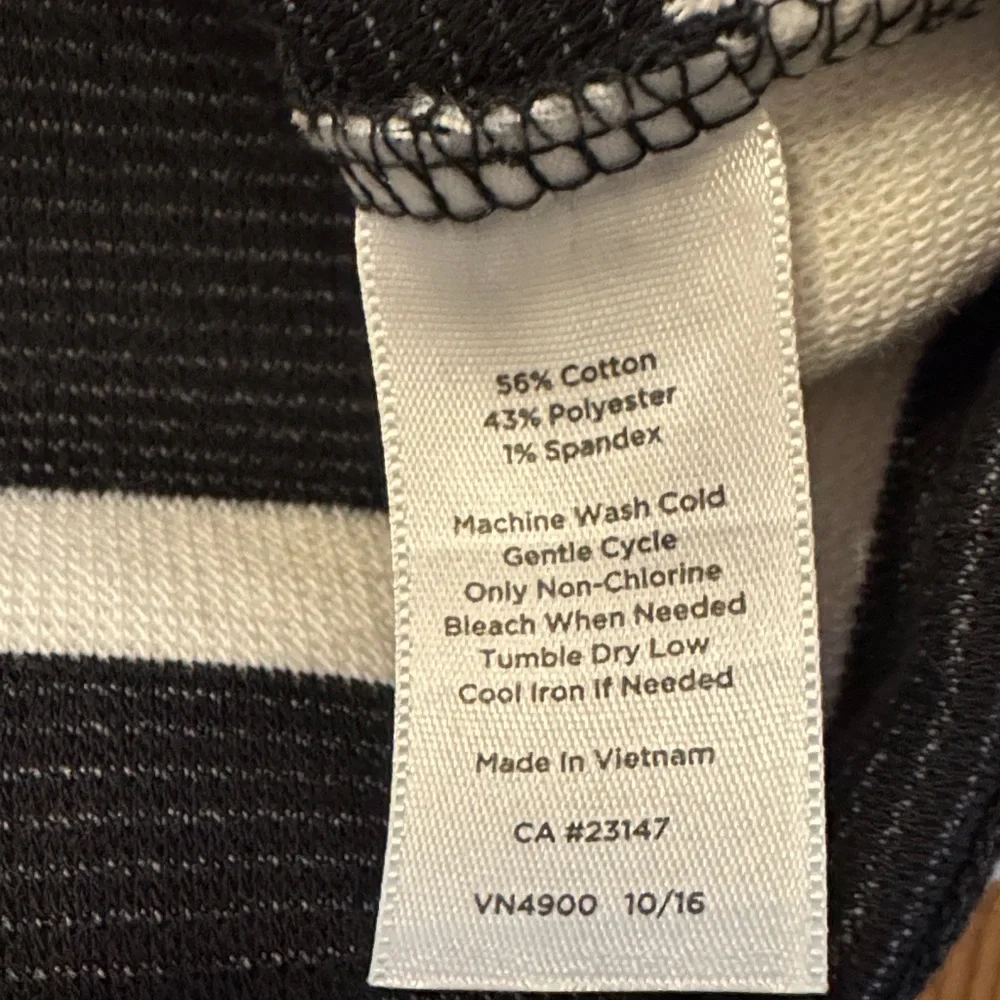 56% Cotton
43% Polyester
1% Spandex
Machine Wash Cold
Gentle Cycle
Only Non-Chlorine
Bleach When Needed
Tumble Dry Low
Cool Iron If Needed
Made In Vietnam
CA #23147
VN4900 10/16